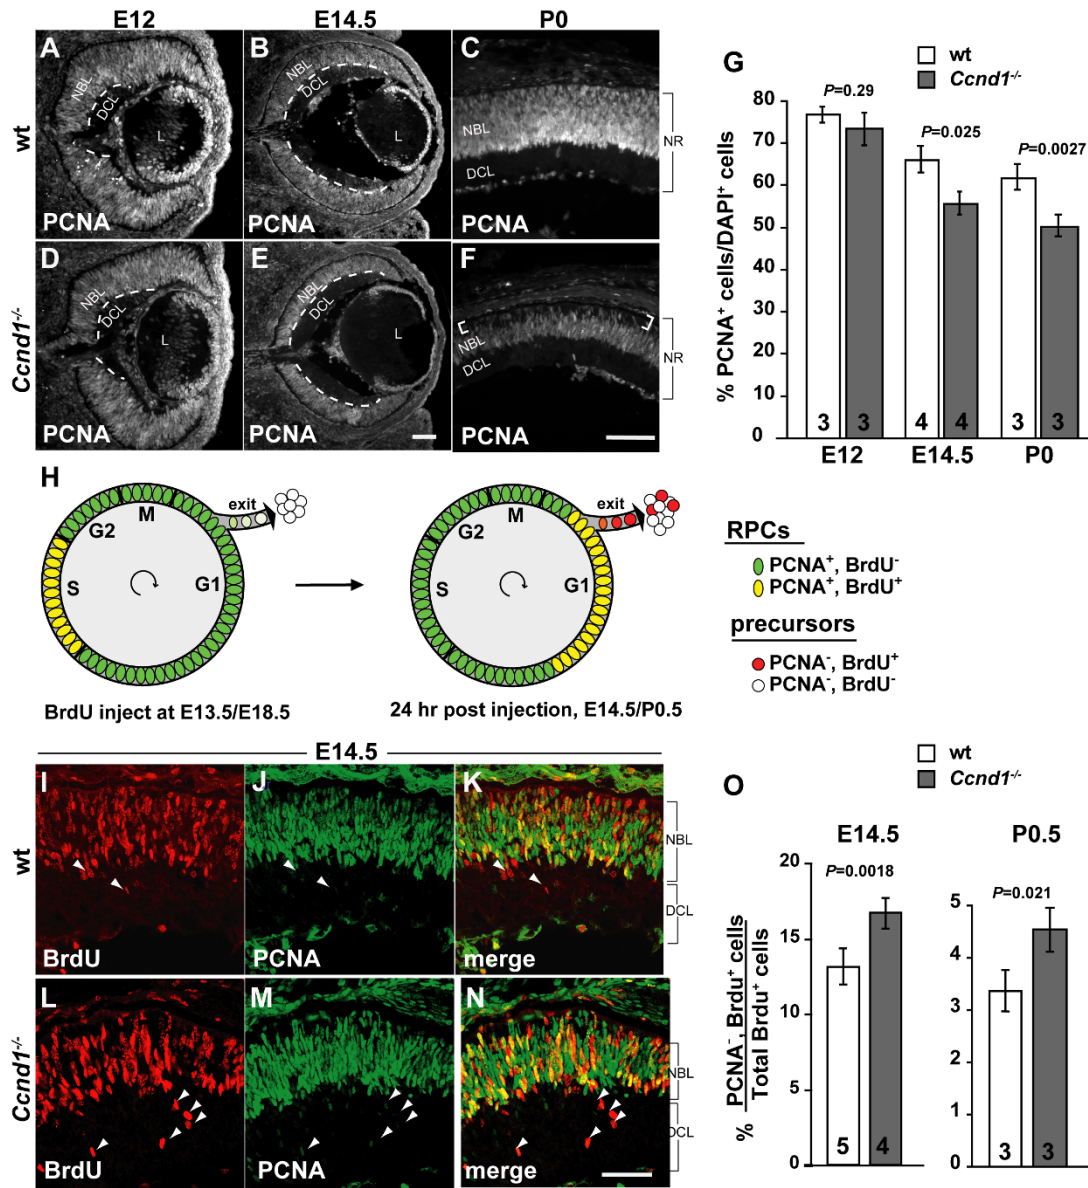 E12 E14.5 P0
wt
A NBL DCL L PCNA
B NBL DCL L PCNA
C NBL DCL NR PCNA
Ccnd1-/-
D NBL DCL L PCNA
E NBL DCL L PCNA
F NBL DCL NR PCNA
G
wt
Ccnd1-/-
% PCNA+ cells/DAPI+ cells
80
70
60
50
40
30
20
10
0
P=0.29
P=0.025
P=0.0027
3 3 4 4 3 3
E12 E14.5 P0
H
G2 M exit
S G1
BrdU inject at E13.5/E18.5
G2 M exit
S G1
24 hr post injection, E14.5/P0.5
RPCs
PCNA+, BrdU-
PCNA+, BrdU+
precursors
PCNA-, BrdU+
PCNA-, BrdU-
E14.5
wt
I BrdU
J PCNA
K merge
NBL
DCL
Ccnd1-/-
L BrdU
M PCNA
N merge
NBL
DCL
O
wt
Ccnd1-/-
E14.5 P0.5
% PCNA-, Brdu+ cells
Total Brdu+ cells
20
15
10
5
0
P=0.0018
5 4
5
4
3
2
1
0
P=0.021
3 3